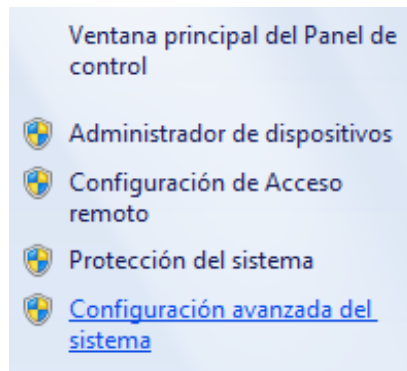 Ventana principal del Panel de
control
Administrador de dispositivos
Configuración de Acceso
remoto
Protección del sistema
Configuración avanzada del
sistema